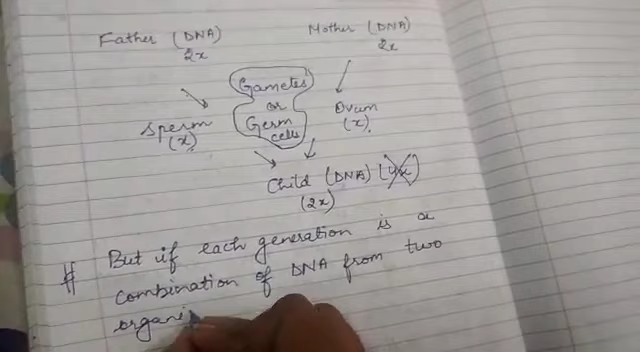 Father (DNA)
2x
Mother (DNA)
2x
Gametes
or
Germ
cells
Sperm
(x)
Ovum
(x)
Child (DNA) (4x)
(2x)
# But if each generation is a
combination of DNA from two
organi